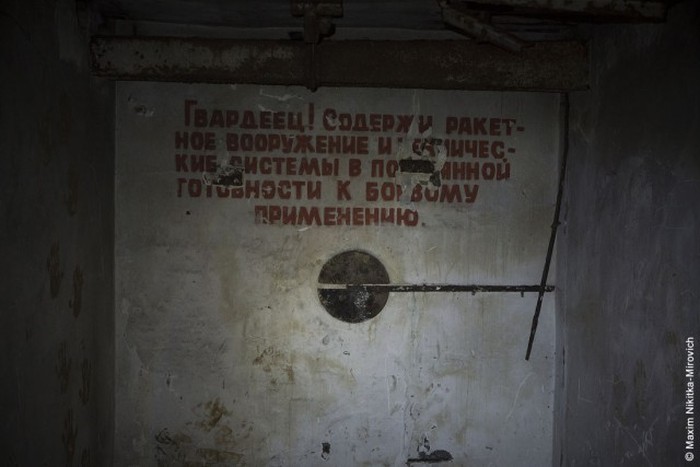 Гвардеец! Содержи ракет-
ное вооружение и
кие системы в
готовности к боевому
применению.
© Maxim Nikitka-Mirovich